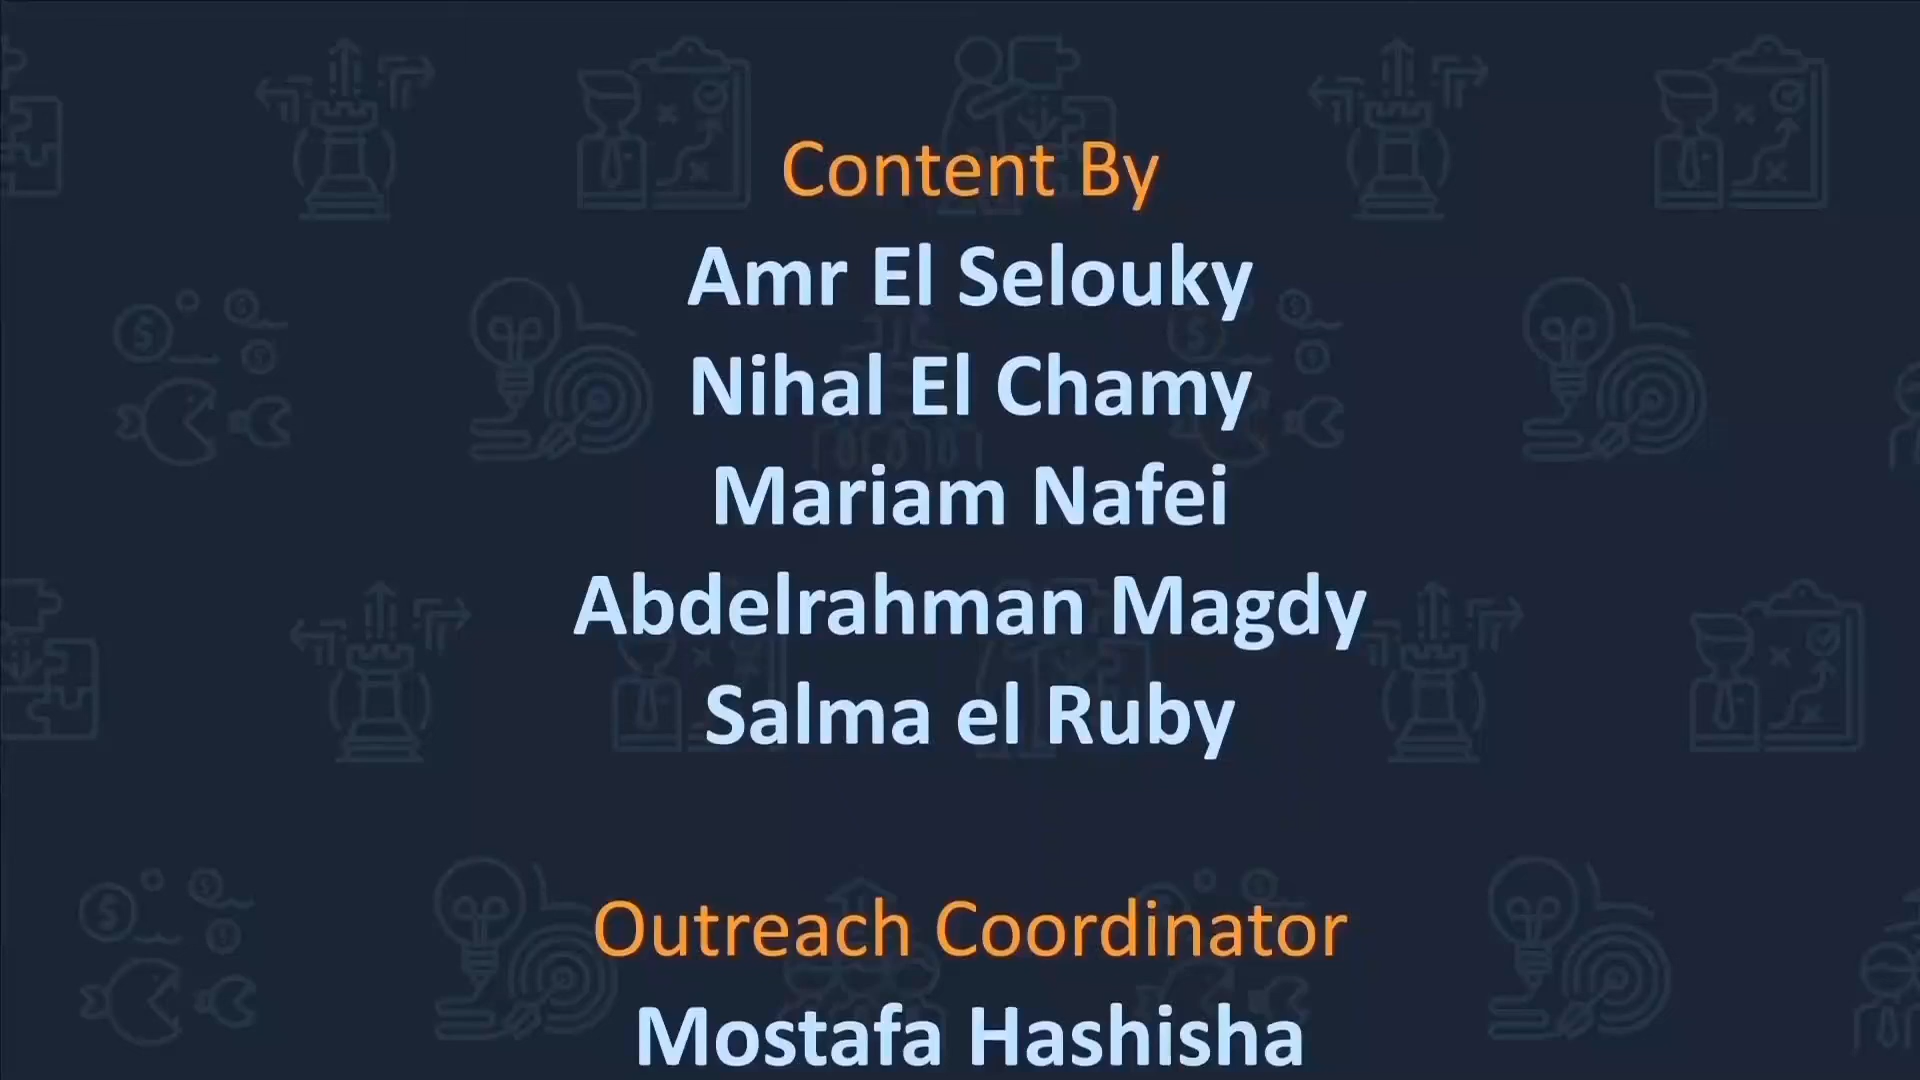 Content By
Amr El Selouky
Nihal El Chamy
Mariam Nafei
Abdelrahman Magdy
Salma el Ruby
Outreach Coordinator
Mostafa Hashisha